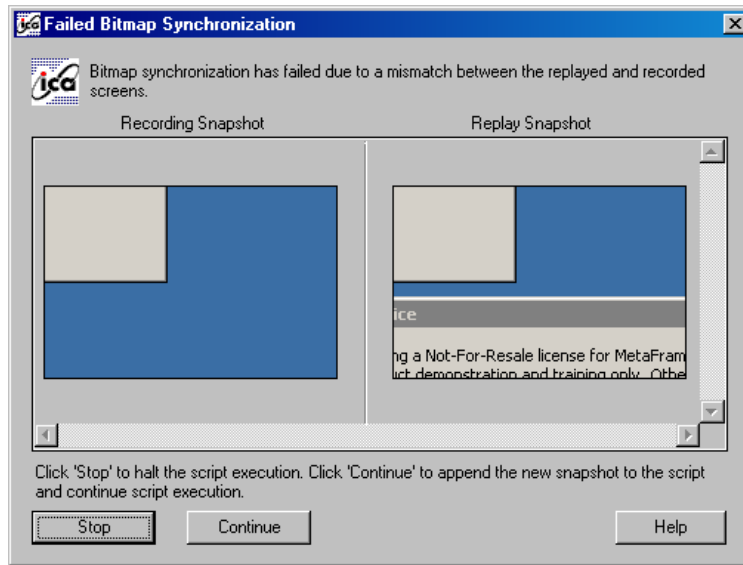 ica Failed Bitmap Synchronization
ica Bitmap synchronization has failed due to a mismatch between the replayed and recorded
screens.
Recording Snapshot Replay Snapshot
ice
ng a Not-For-Resale license for MetaFram
uct demonstration and training only. Othe
Click 'Stop' to halt the script execution. Click 'Continue' to append the new snapshot to the script
and continue script execution.
Stop Continue Help